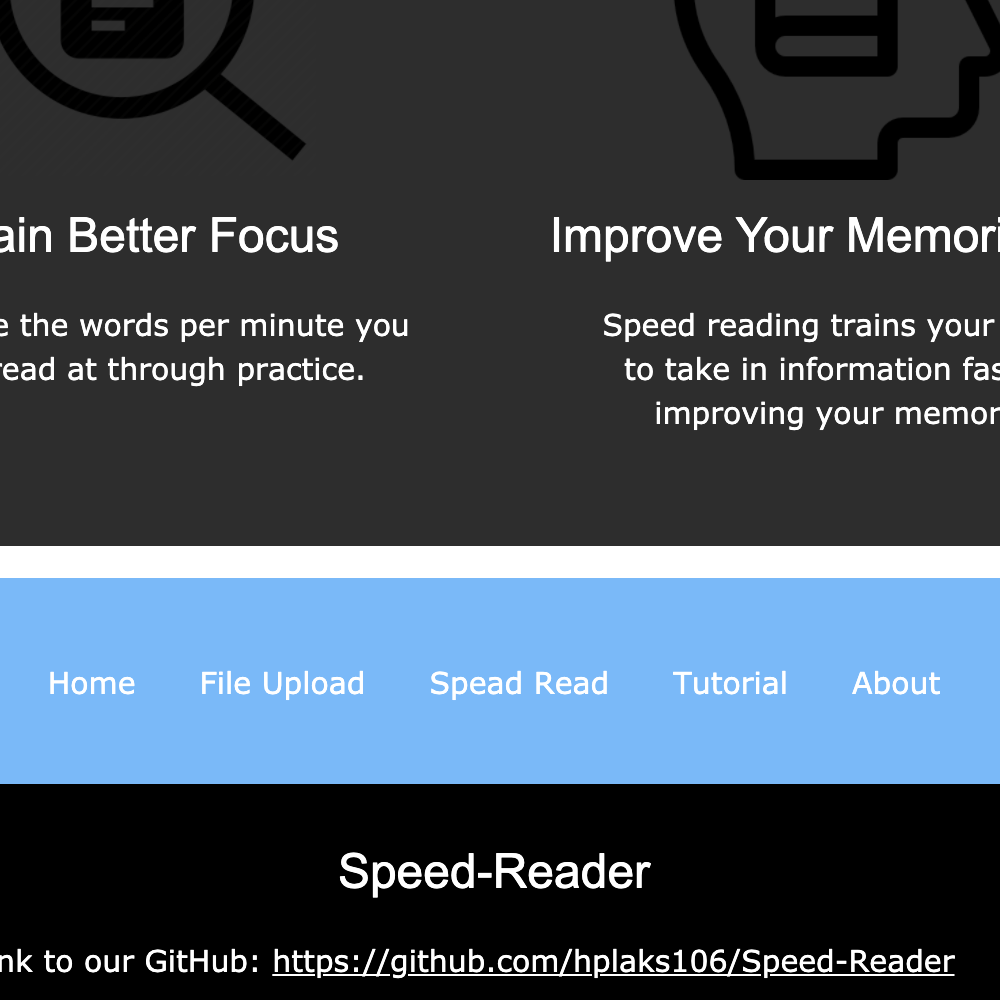 ain Better Focus
e the words per minute you
read at through practice.
Improve Your Memori
Speed reading trains your
to take in information fas
improving your memor
Home File Upload Spead Read Tutorial About
Speed-Reader
nk to our GitHub: https://github.com/hplaks106/Speed-Reader